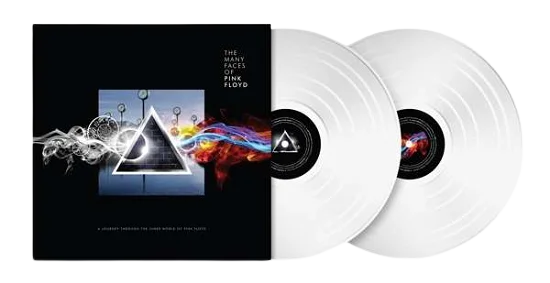 THE
MANY
FACES
OF
PINK
FLOYD
A JOURNEY THROUGH THE INNER WORLD OF PINK FLOYD